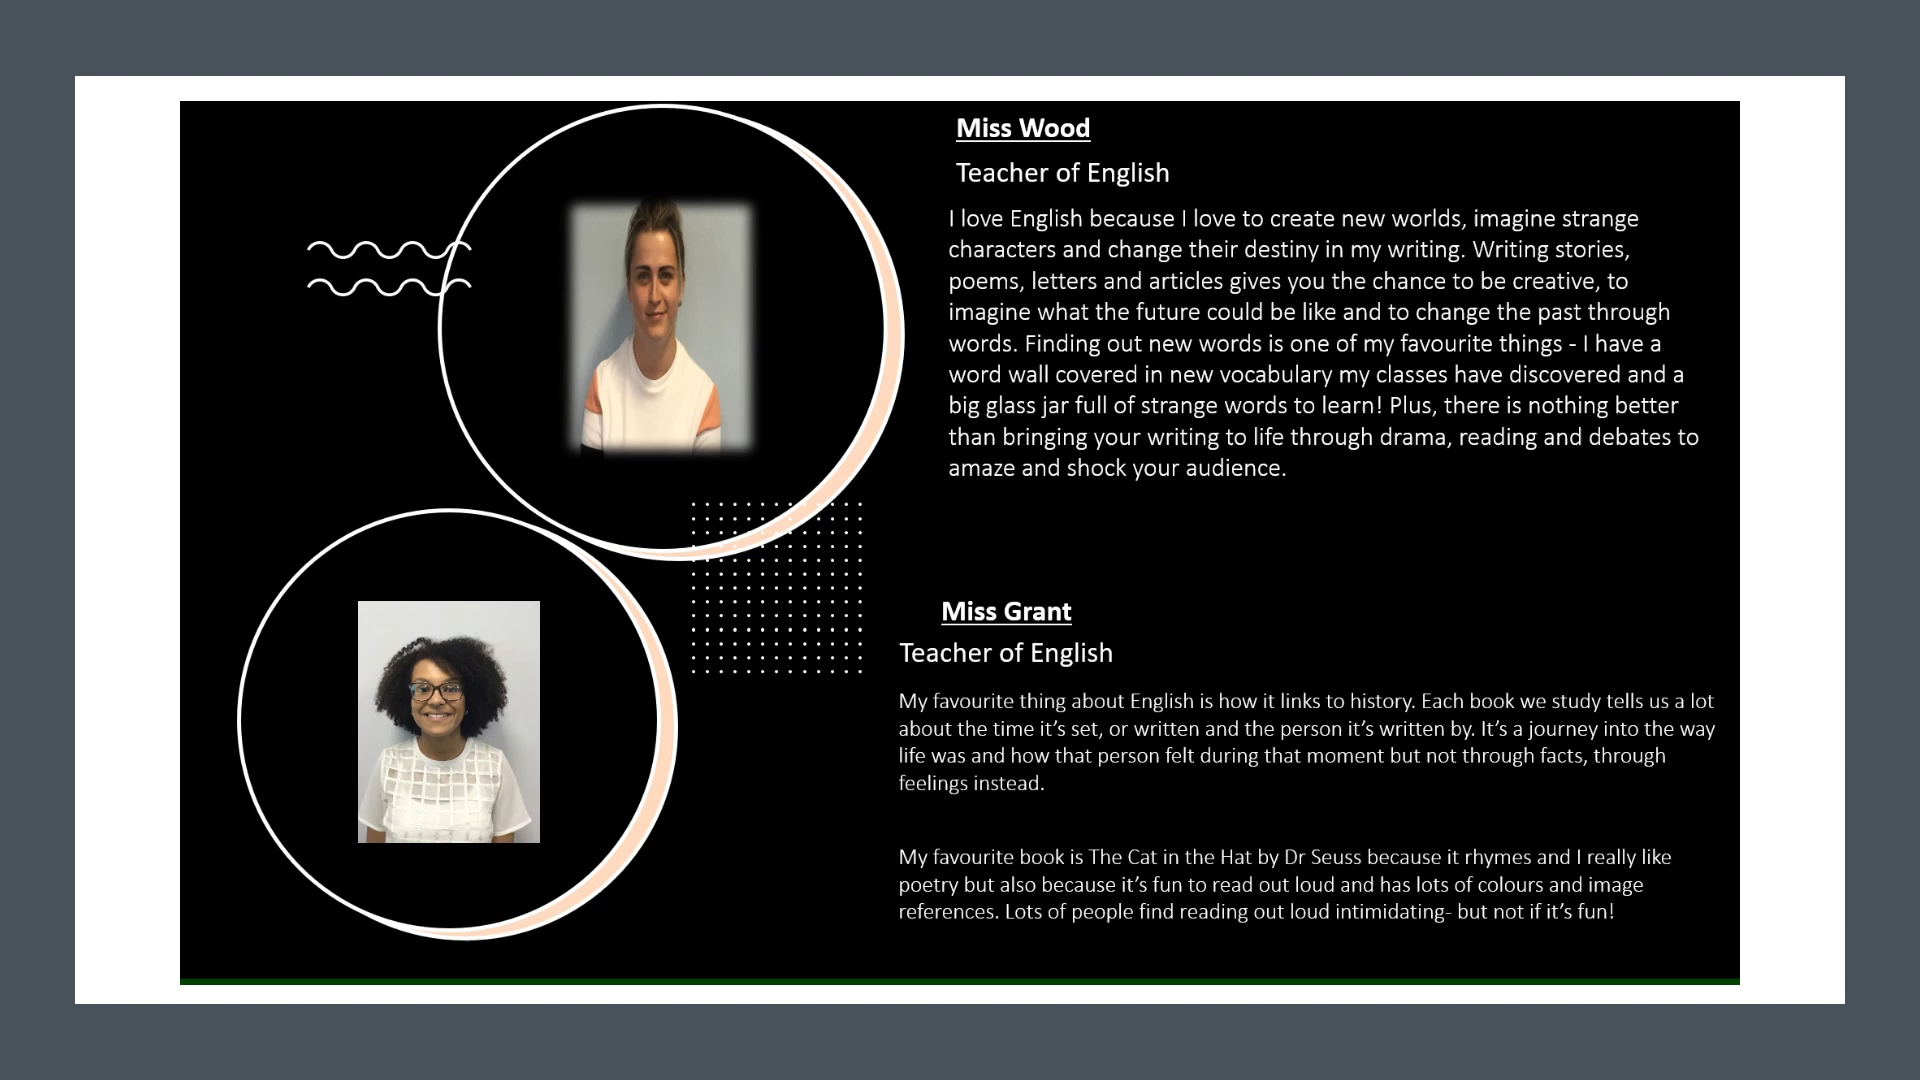 Miss Wood
Teacher of English
I love English because I love to create new worlds, imagine strange
characters and change their destiny in my writing. Writing stories,
poems, letters and articles gives you the chance to be creative, to
imagine what the future could be like and to change the past through
words. Finding out new words is one of my favourite things - I have a
word wall covered in new vocabulary my classes have discovered and a
big glass jar full of strange words to learn! Plus, there is nothing better
than bringing your writing to life through drama, reading and debates to
amaze and shock your audience.
Miss Grant
Teacher of English
My favourite thing about English is how it links to history. Each book we study tells us a lot
about the time it’s set, or written and the person it’s written by. It’s a journey into the way
life was and how that person felt during that moment but not through facts, through
feelings instead.
My favourite book is The Cat in the Hat by Dr Seuss because it rhymes and I really like
poetry but also because it’s fun to read out loud and has lots of colours and image
references. Lots of people find reading out loud intimidating- but not if it’s fun!